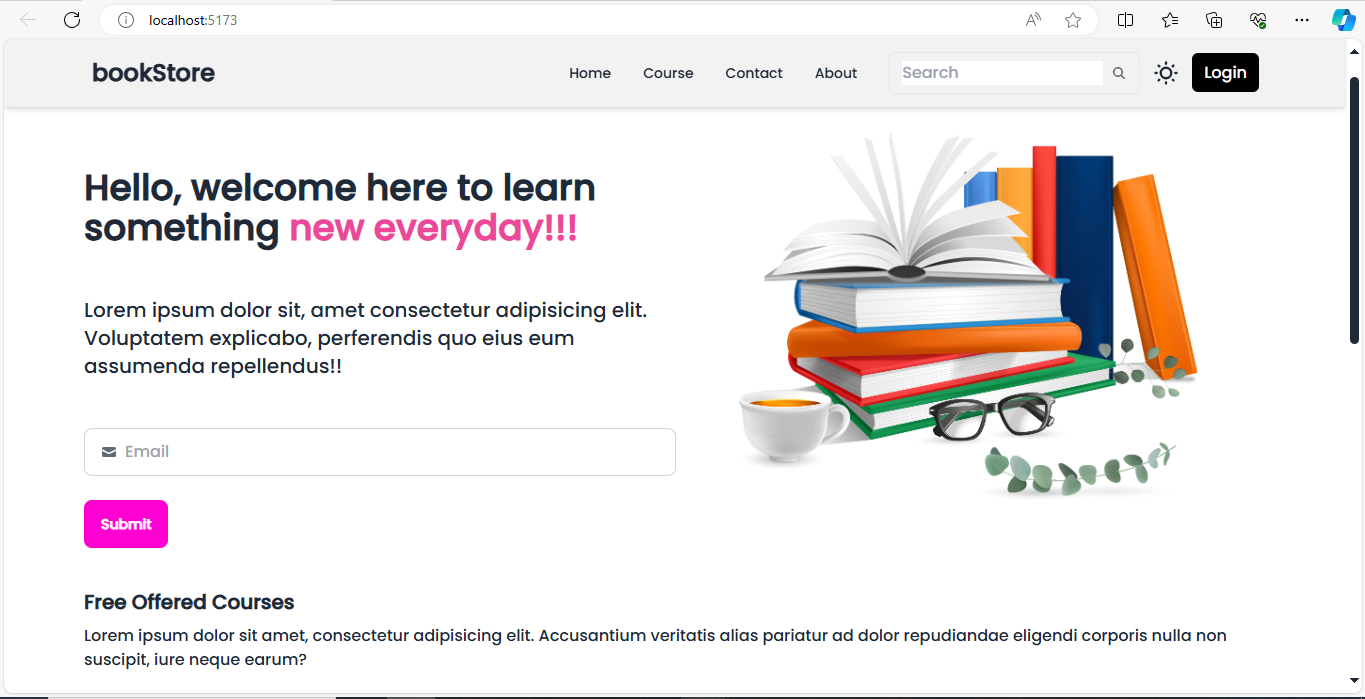 localhost:5173
bookStore
Home
Course
Contact
About
Search
Login
Hello, welcome here to learn
something new everyday!!!
Lorem ipsum dolor sit, amet consectetur adipisicing elit.
Voluptatem explicabo, perferendis quo eius eum
assumenda repellendus!!
Email
Submit
Free Offered Courses
Lorem ipsum dolor sit amet, consectetur adipisicing elit. Accusantium veritatis alias pariatur ad dolor repudiandae eligendi corporis nulla non
suscipit, iure neque earum?